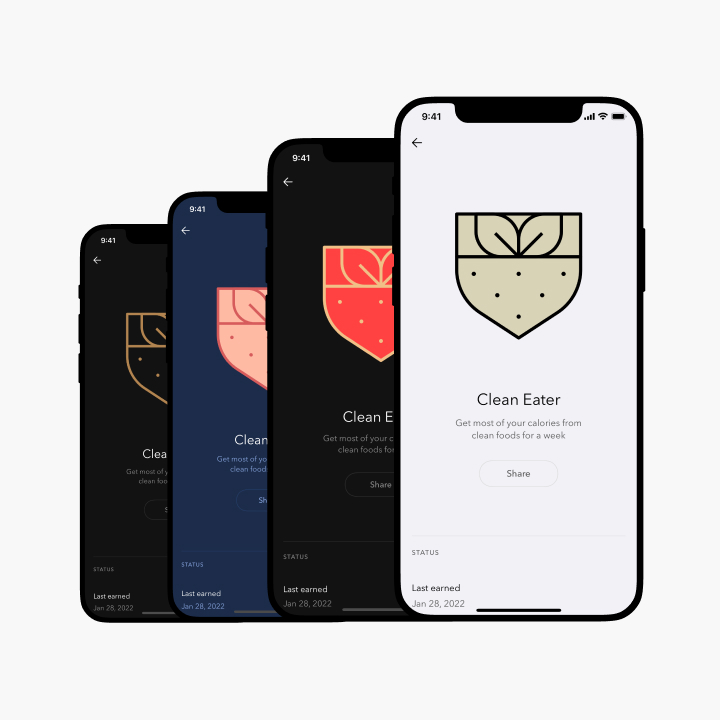 9:41
Clea
Get most of
clean foo
S
STATUS
Last earned
Jan 28, 2022
9:41
Clean
Get most of yo
clean foods
Sh
STATUS
Last earned
Jan 28, 2022
9:41
Clean E
Get most of your c
clean foods fo
Share
STATUS
Last earned
Jan 28, 2022
9:41
Clean Eater
Get most of your calories from
clean foods for a week
Share
STATUS
Last earned
Jan 28, 2022